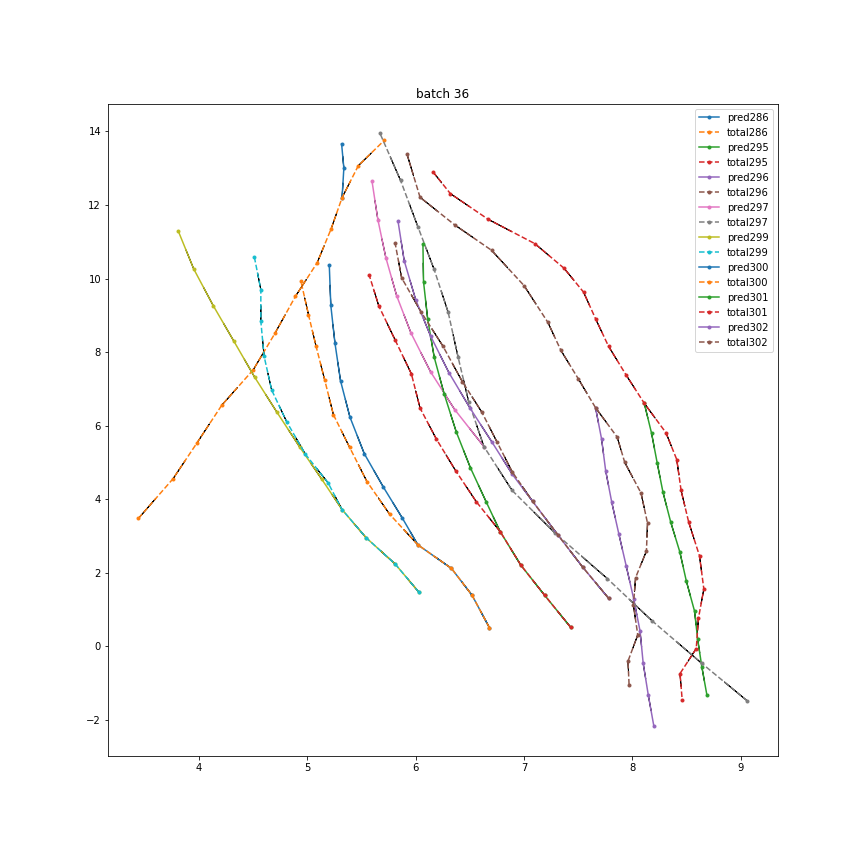 batch 36
pred286
total286
pred295
total295
pred296
total296
pred297
total297
pred299
total299
pred300
total300
pred301
total301
pred302
total302
14
12
10
8
6
4
2
0
−2
4 5 6 7 8 9